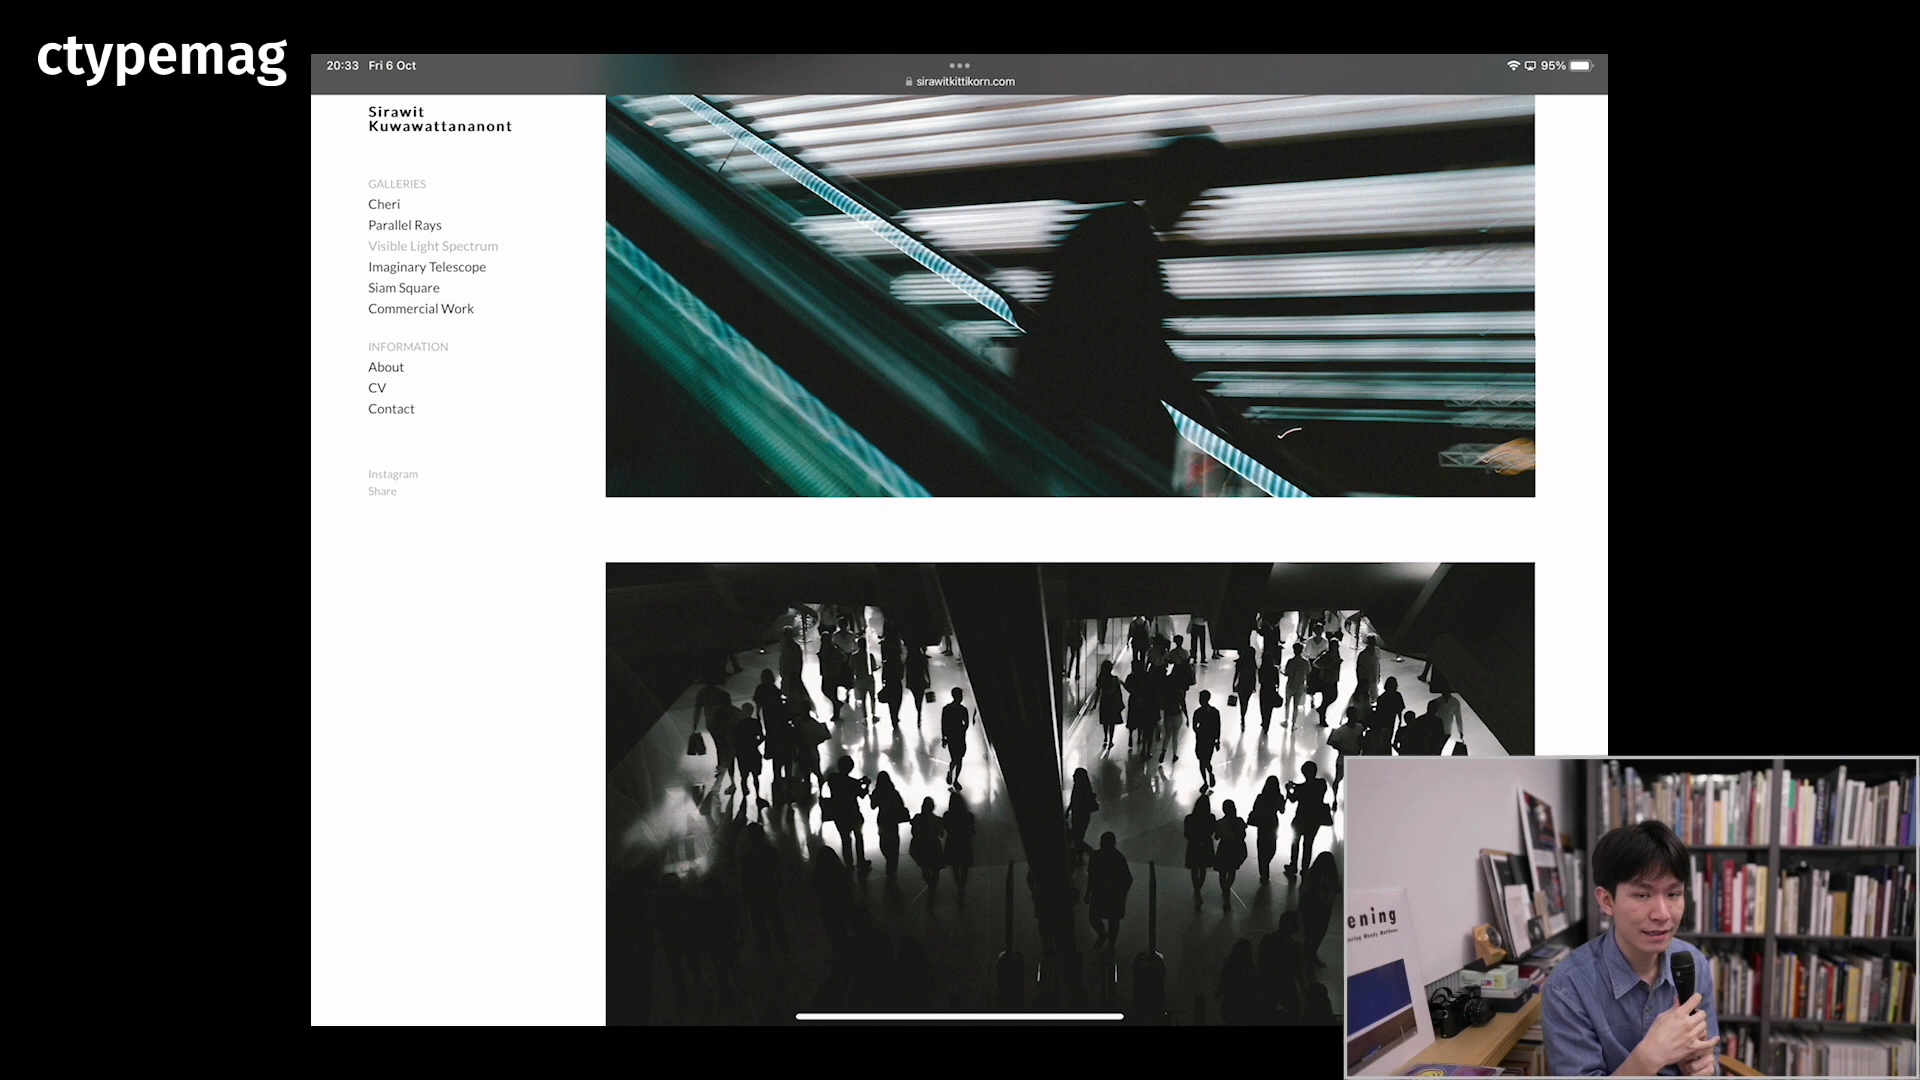 ctypemag
20:33 Fri 6 Oct
sirawitkittikorn.com
95%
Sirawit
Kuwawattananont
GALLERIES
Cheri
Parallel Rays
Visible Light Spectrum
Imaginary Telescope
Siam Square
Commercial Work
INFORMATION
About
CV
Contact
Instagram
Share
ening